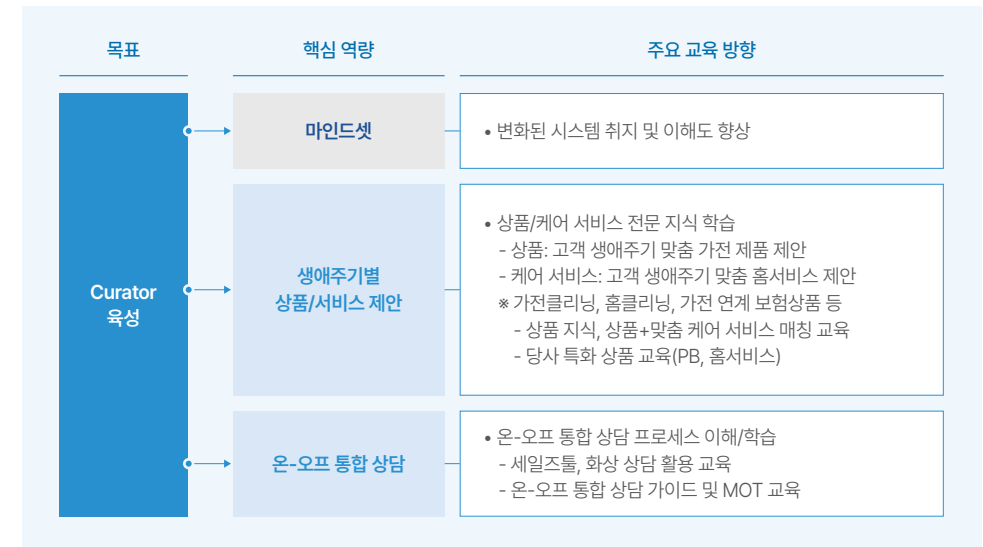 목표
핵심 역량
주요 교육 방향
Curator
육성
마인드셋
• 변화된 시스템 취지 및 이해도 향상
생애주기별
상품/서비스 제안
• 상품/케어 서비스 전문 지식 학습
- 상품: 고객 생애주기 맞춤 가전 제품 제안
- 케어 서비스: 고객 생애주기 맞춤 홈서비스 제안
※ 가전클리닝, 홈클리닝, 가전 연계 보험상품 등
- 상품 지식, 상품+맞춤 케어 서비스 매칭 교육
- 당사 특화 상품 교육(PB, 홈서비스)
온-오프 통합 상담
• 온-오프 통합 상담 프로세스 이해/학습
- 세일즈툴, 화상 상담 활용 교육
- 온-오프 통합 상담 가이드 및 MOT 교육